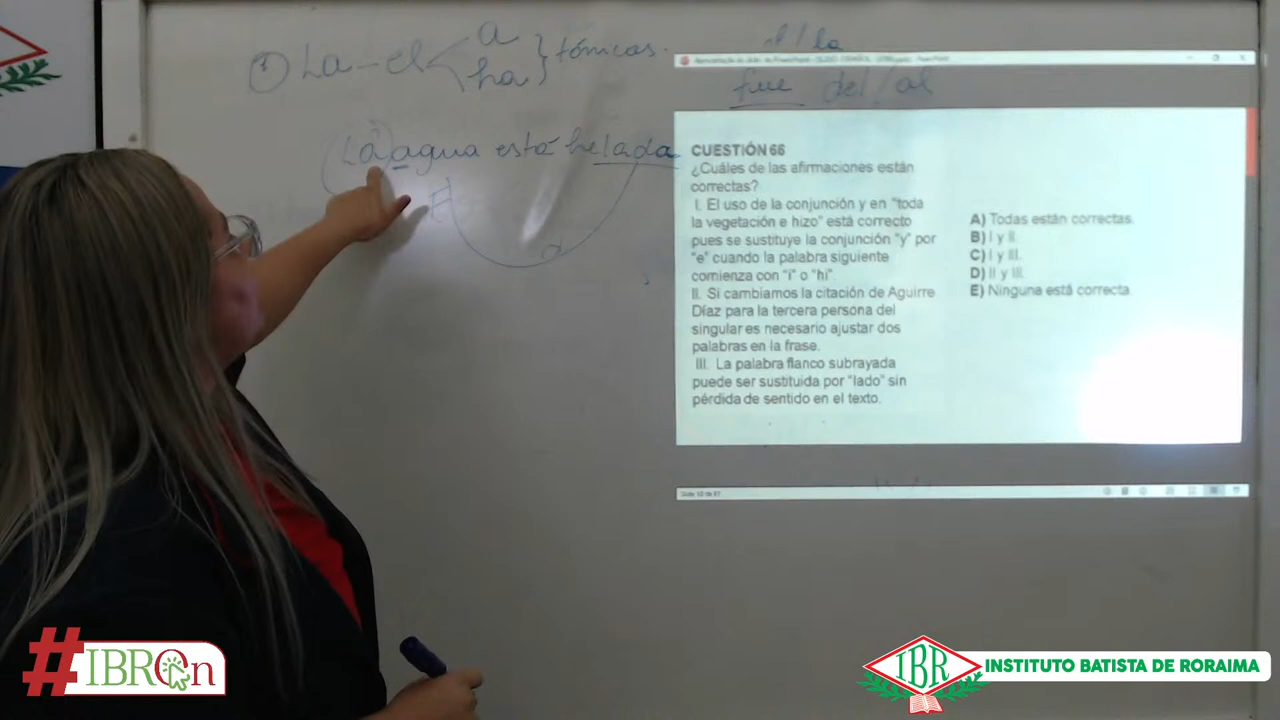 ① La - el a } tónicas.
ha
el / la
fue del / al
(La agua está helada
CUESTIÓN 66
¿Cuáles de las afirmaciones están
correctas?
I. El uso de la conjunción y en "toda
la vegetación e hizo" está correcto
pues se sustituye la conjunción "y" por
"e" cuando la palabra siguiente
comienza con "i" o "hi".
II. Si cambiamos la citación de Aguirre
Díaz para la tercera persona del
singular es necesario ajustar dos
palabras en la frase.
III. La palabra flanco subrayada
puede ser sustituida por "lado" sin
pérdida de sentido en el texto.
A) Todas están correctas.
B) I y II.
C) I y III.
D) II y III.
E) Ninguna está correcta.
#IBROn
IBR INSTITUTO BATISTA DE RORAIMA